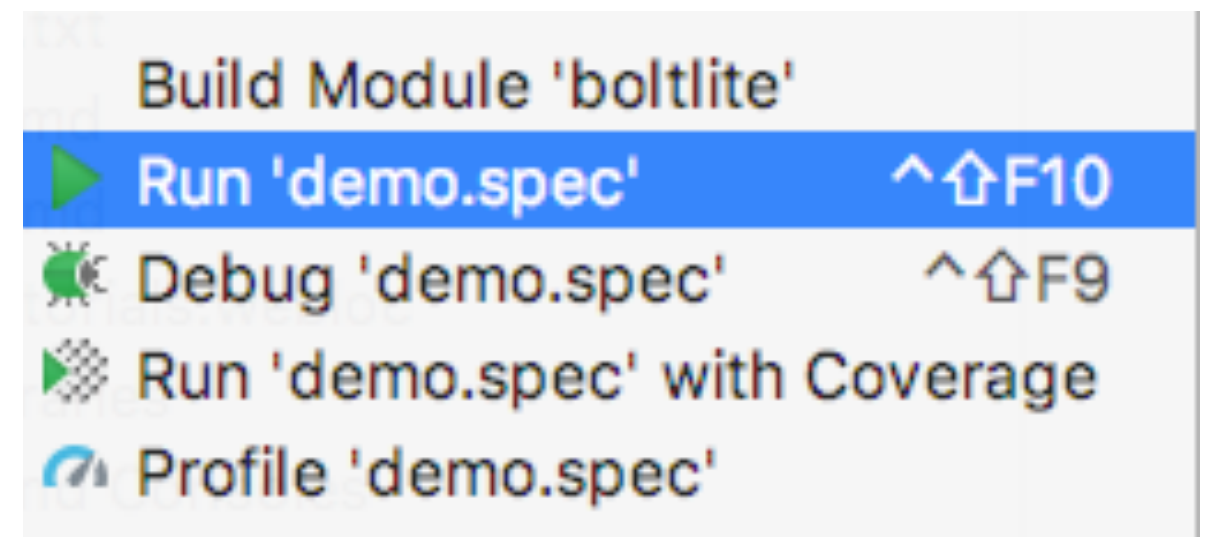 Build Module 'boltlite'
Run 'demo.spec' ^⇧F10
Debug 'demo.spec' ^⇧F9
Run 'demo.spec' with Coverage
Profile 'demo.spec'